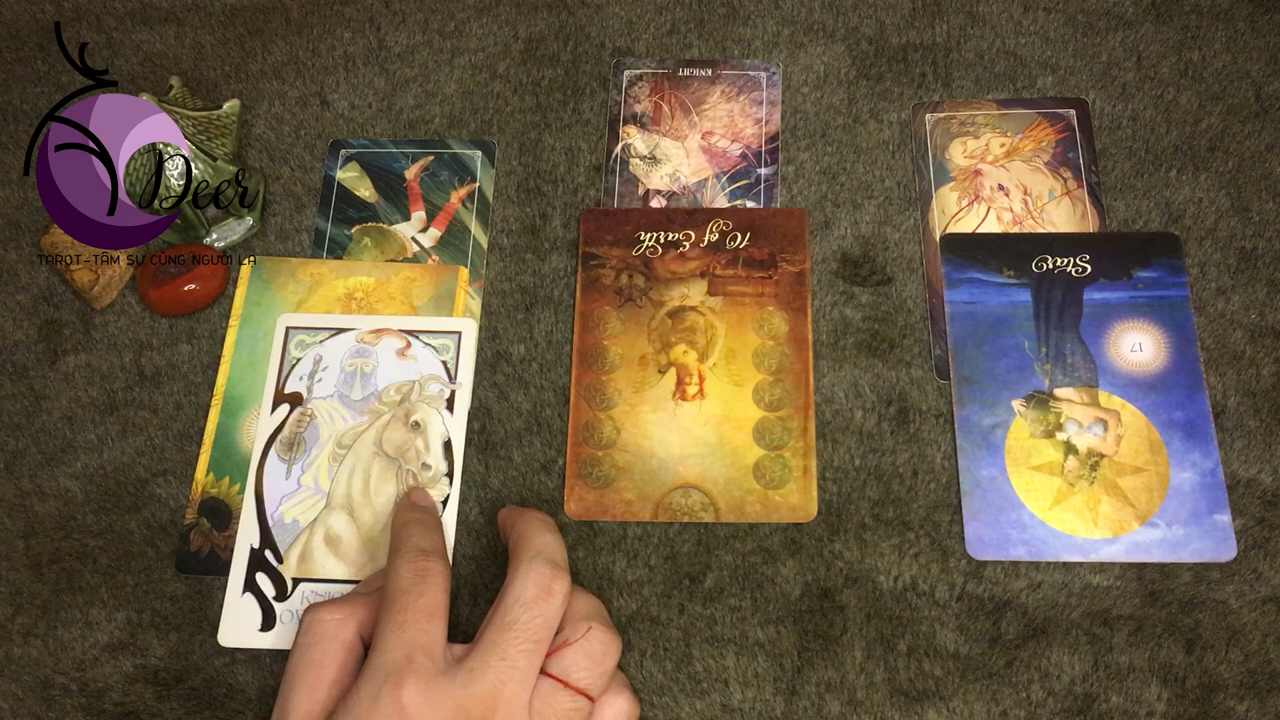 Deer
TAROT-TÂM SỰ CÙNG NGƯỜI LẠ
KNIGHT
10 of Earth
Star
17